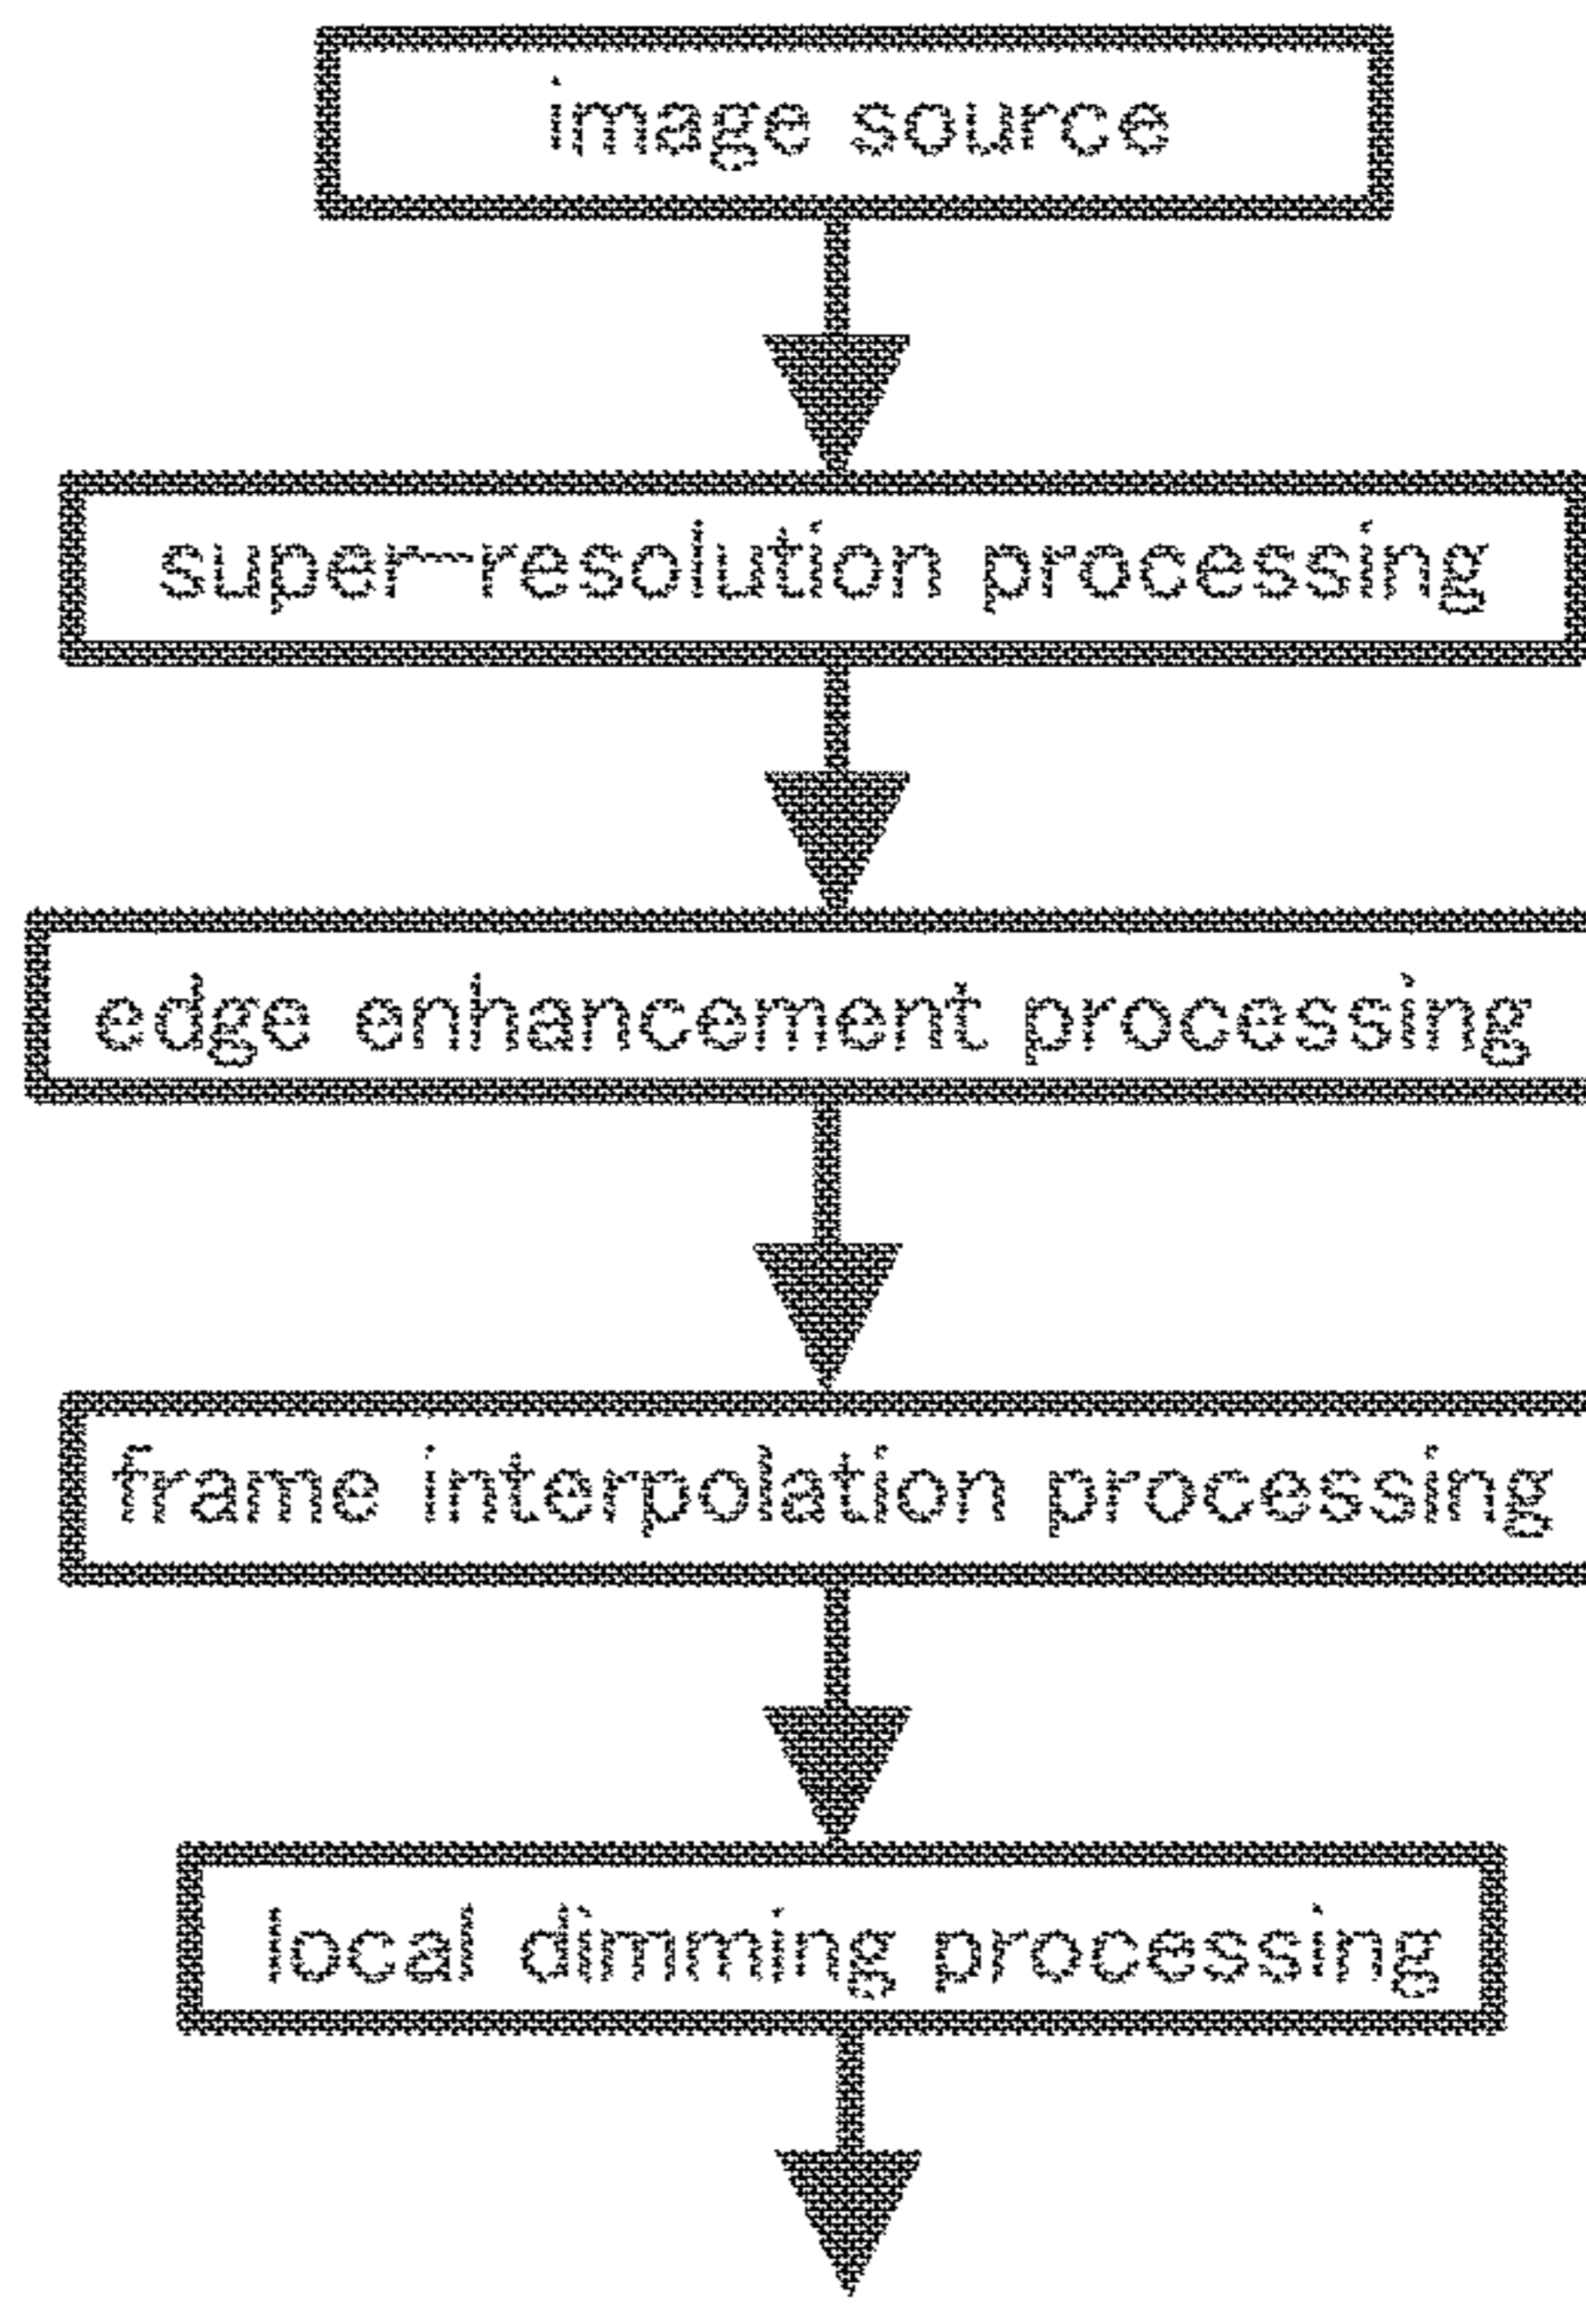 image source
super-resolution processing
edge enhancement processing
frame interpolation processing
local dimming processing